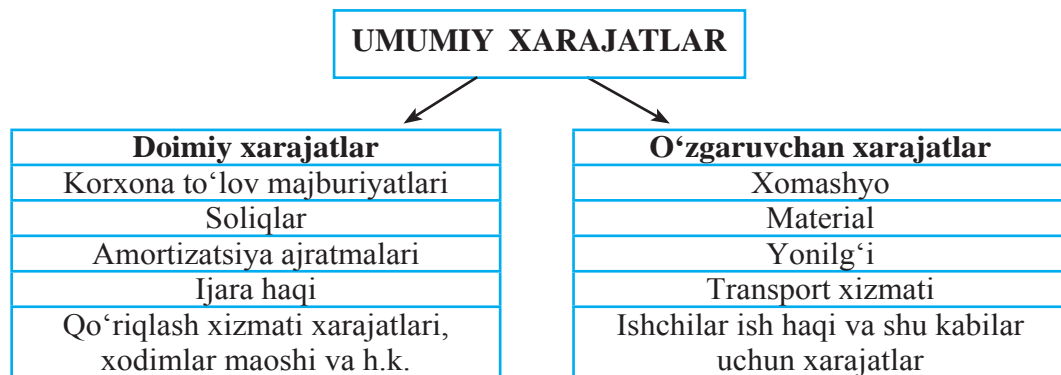 UMUMIY XARAJATLAR
Doimiy xarajatlar
Korxona to‘lov majburiyatlari
Soliqlar
Amortizatsiya ajratmalari
Ijara haqi
Qo‘riqlash xizmati xarajatlari,
xodimlar maoshi va h.k.
O‘zgaruvchan xarajatlar
Xomashyo
Material
Yonilg‘i
Transport xizmati
Ishchilar ish haqi va shu kabilar
uchun xarajatlar